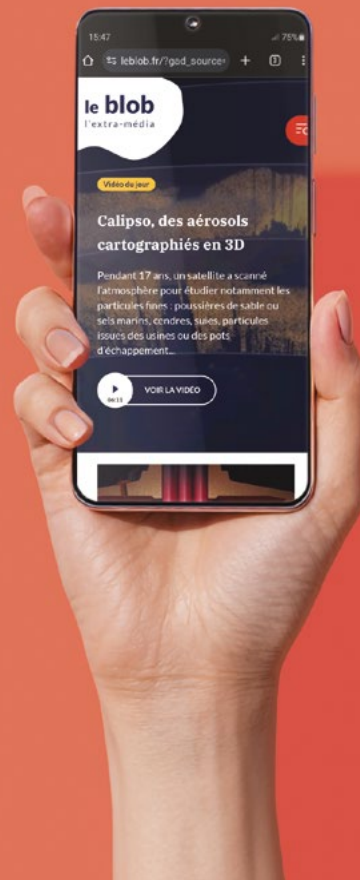 15:47
75%
leblob.fr/?gad_source=
le blob
l'extra-média
Vidéo du jour
Calipso, des aérosols
cartographiés en 3D
Pendant 17 ans, un satellite a scanné
l'atmosphère pour étudier notamment les
particules fines : poussières de sable ou
sels marins, cendres, suies, particules
issues des usines ou des pots
d'échappement...
VOIR LA VIDÉO